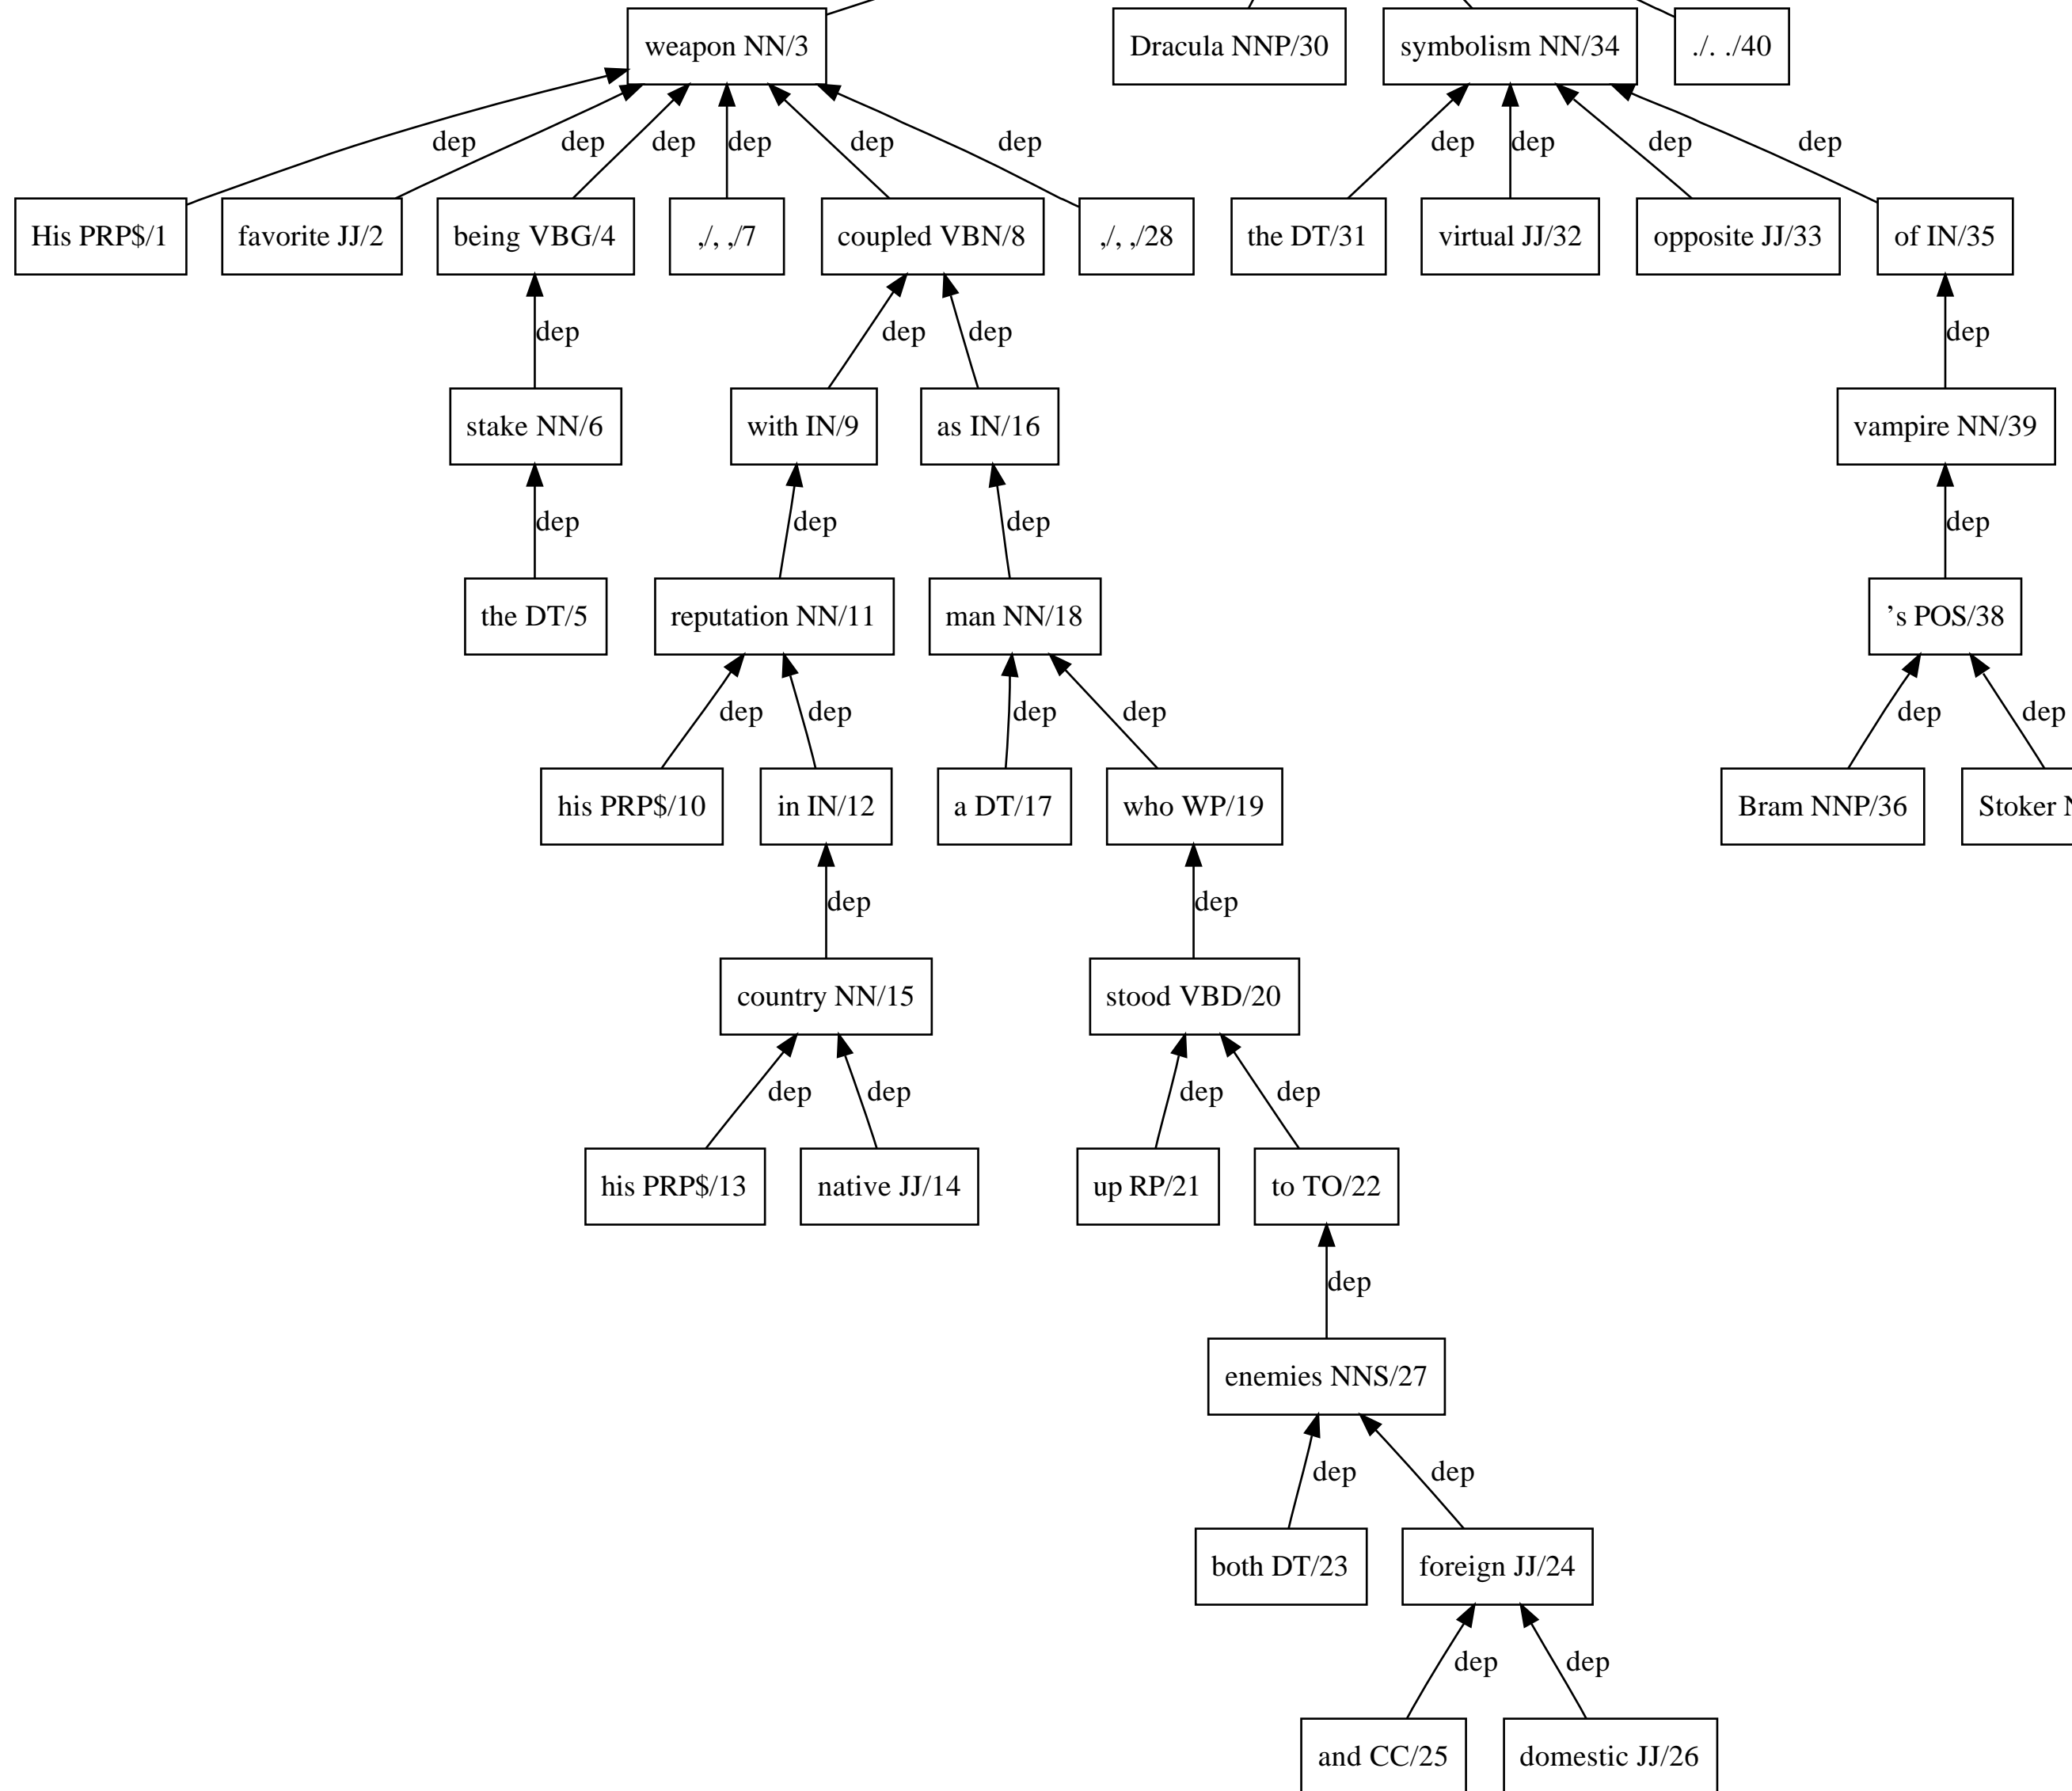 weapon NN/3 Dracula NNP/30 symbolism NN/34 ./. ./40
dep dep dep dep dep dep dep dep dep dep
His PRP$/1 favorite JJ/2 being VBG/4 ,/, ,/7 coupled VBN/8 ,/, ,/28 the DT/31 virtual JJ/32 opposite JJ/33 of IN/35
dep dep dep dep
stake NN/6 with IN/9 as IN/16 vampire NN/39
dep dep dep dep
the DT/5 reputation NN/11 man NN/18 ’s POS/38
dep dep dep dep dep dep
his PRP$/10 in IN/12 a DT/17 who WP/19 Bram NNP/36 Stoker N
dep dep
country NN/15 stood VBD/20
dep dep dep dep
his PRP$/13 native JJ/14 up RP/21 to TO/22
dep
enemies NNS/27
dep dep
both DT/23 foreign JJ/24
dep dep
and CC/25 domestic JJ/26